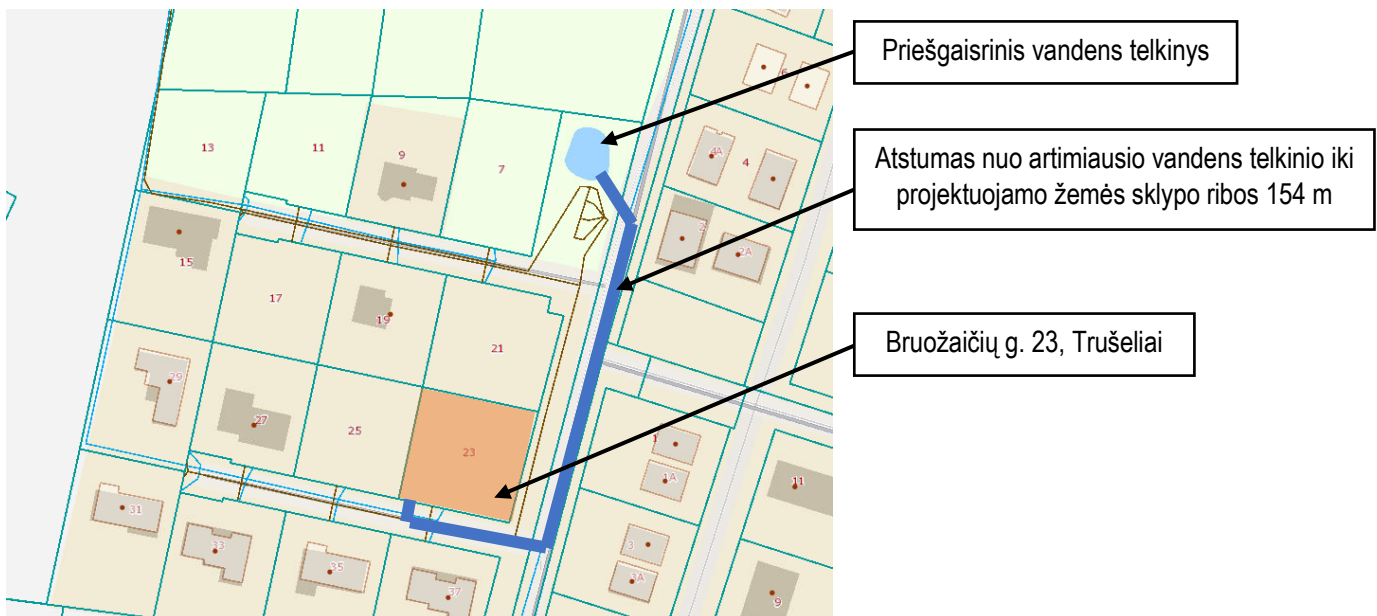 Priešgaisrinis vandens telkinys
Atstumas nuo artimiausio vandens telkinio iki
projektuojamo žemės sklypo ribos 154 m
Bruožaičių g. 23, Trušeliai
6
4A
4
13
11
9
7
2
2A
15
17
19
21
29
27
25
23
1
1A
11
31
33
35
37
3
3A
9